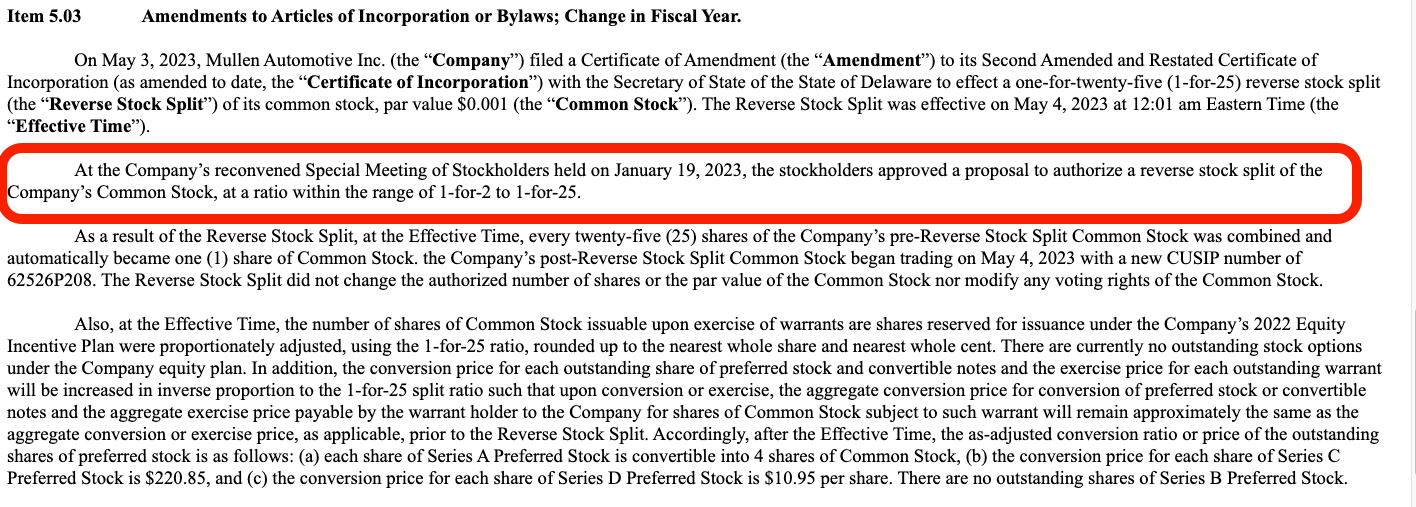 Item 5.03 Amendments to Articles of Incorporation or Bylaws; Change in Fiscal Year.
On May 3, 2023, Mullen Automotive Inc. (the “Company”) filed a Certificate of Amendment (the “Amendment”) to its Second Amended and Restated Certificate of
Incorporation (as amended to date, the “Certificate of Incorporation”) with the Secretary of State of the State of Delaware to effect a one-for-twenty-five (1-for-25) reverse stock split
(the “Reverse Stock Split”) of its common stock, par value $0.001 (the “Common Stock”). The Reverse Stock Split was effective on May 4, 2023 at 12:01 am Eastern Time (the
“Effective Time”).
At the Company’s reconvened Special Meeting of Stockholders held on January 19, 2023, the stockholders approved a proposal to authorize a reverse stock split of the
Company’s Common Stock, at a ratio within the range of 1-for-2 to 1-for-25.
As a result of the Reverse Stock Split, at the Effective Time, every twenty-five (25) shares of the Company’s pre-Reverse Stock Split Common Stock was combined and
automatically became one (1) share of Common Stock. the Company’s post-Reverse Stock Split Common Stock began trading on May 4, 2023 with a new CUSIP number of
62526P208. The Reverse Stock Split did not change the authorized number of shares or the par value of the Common Stock nor modify any voting rights of the Common Stock.
Also, at the Effective Time, the number of shares of Common Stock issuable upon exercise of warrants are shares reserved for issuance under the Company’s 2022 Equity
Incentive Plan were proportionately adjusted, using the 1-for-25 ratio, rounded up to the nearest whole share and nearest whole cent. There are currently no outstanding stock options
under the Company equity plan. In addition, the conversion price for each outstanding share of preferred stock and convertible notes and the exercise price for each outstanding warrant
will be increased in inverse proportion to the 1-for-25 split ratio such that upon conversion or exercise, the aggregate conversion price for conversion of preferred stock or convertible
notes and the aggregate exercise price payable by the warrant holder to the Company for shares of Common Stock subject to such warrant will remain approximately the same as the
aggregate conversion or exercise price, as applicable, prior to the Reverse Stock Split. Accordingly, after the Effective Time, the as-adjusted conversion ratio or price of the outstanding
shares of preferred stock is as follows: (a) each share of Series A Preferred Stock is convertible into 4 shares of Common Stock, (b) the conversion price for each share of Series C
Preferred Stock is $220.85, and (c) the conversion price for each share of Series D Preferred Stock is $10.95 per share. There are no outstanding shares of Series B Preferred Stock.